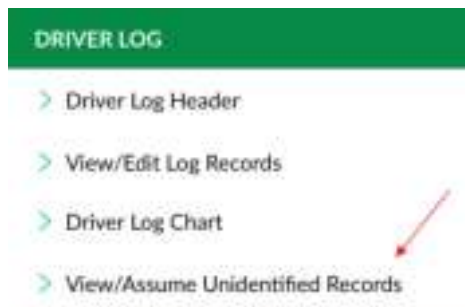 DRIVER LOG
Driver Log Header
View/Edit Log Records
Driver Log Chart
View/Assume Unidentified Records